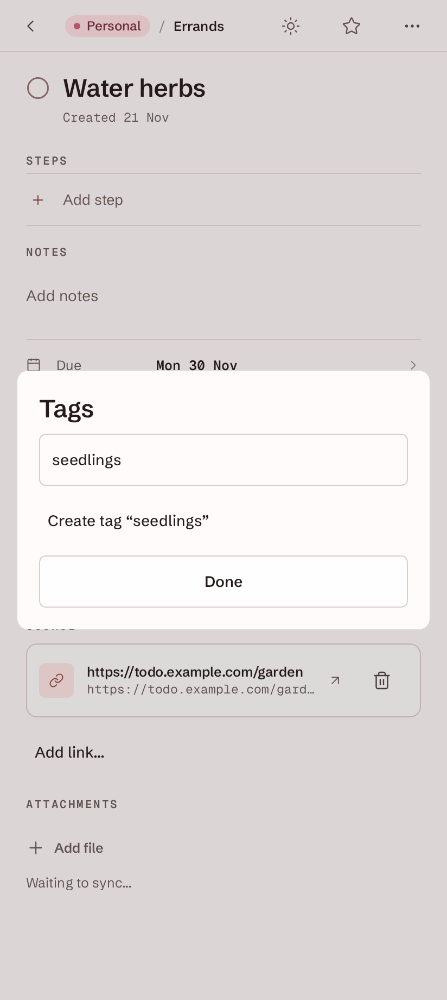 Personal / Errands
Water herbs
Created 21 Nov
STEPS
Add step
NOTES
Add notes
Due Mon 30 Nov
Tags
seedlings
Create tag “seedlings”
Done
https://todo.example.com/garden
https://todo.example.com/gard…
Add link…
ATTACHMENTS
Add file
Waiting to sync…